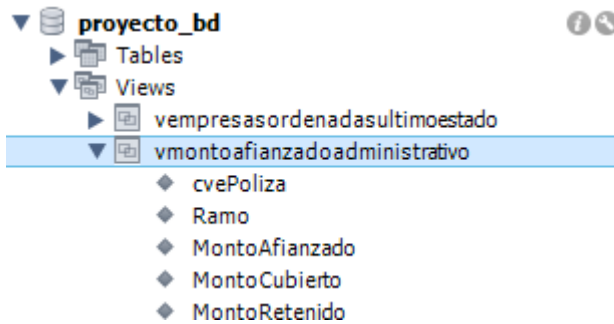 proyecto_bd
Tables
Views
vempresasordenadasultimoestado
vmontoafianzadoadministrativo
cvePoliza
Ramo
MontoAfianzado
MontoCubierto
MontoRetenido